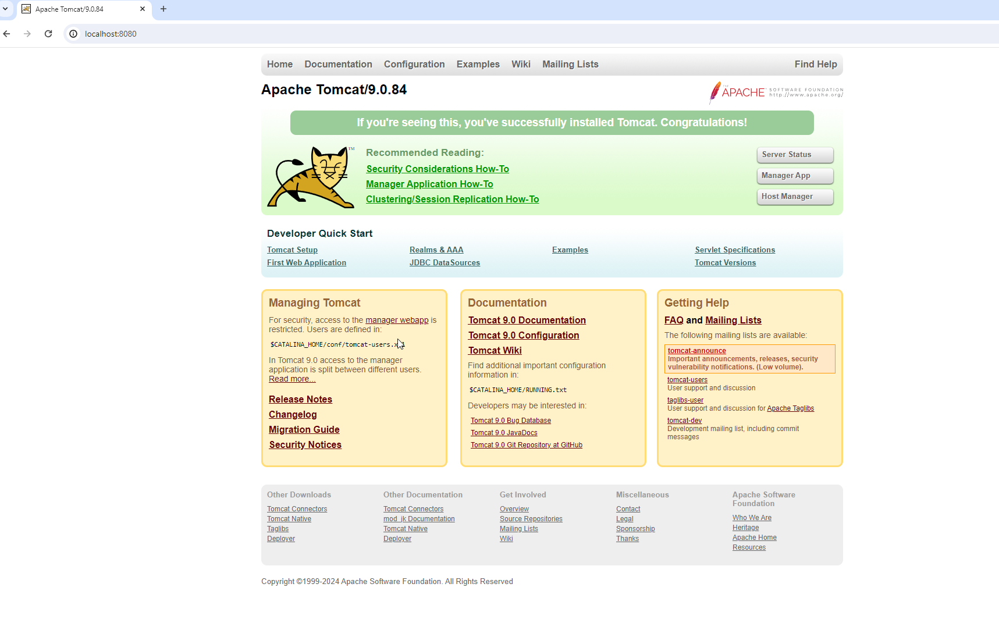 Apache Tomcat/9.0.84
localhost:8080
Home Documentation Configuration Examples Wiki Mailing Lists Find Help
Apache Tomcat/9.0.84
THE APACHE SOFTWARE FOUNDATION
http://www.apache.org/
If you're seeing this, you've successfully installed Tomcat. Congratulations!
TM
Recommended Reading:
Security Considerations How-To
Manager Application How-To
Clustering/Session Replication How-To
Server Status
Manager App
Host Manager
Developer Quick Start
Tomcat Setup
First Web Application
Realms & AAA
JDBC DataSources
Examples
Servlet Specifications
Tomcat Versions
Managing Tomcat
For security, access to the manager webapp is
restricted. Users are defined in:
$CATALINA_HOME/conf/tomcat-users.xml
In Tomcat 9.0 access to the manager
application is split between different users.
Read more...
Release Notes
Changelog
Migration Guide
Security Notices
Documentation
Tomcat 9.0 Documentation
Tomcat 9.0 Configuration
Tomcat Wiki
Find additional important configuration
information in:
$CATALINA_HOME/RUNNING.txt
Developers may be interested in:
Tomcat 9.0 Bug Database
Tomcat 9.0 JavaDocs
Tomcat 9.0 Git Repository at GitHub
Getting Help
FAQ and Mailing Lists
The following mailing lists are available:
tomcat-announce
Important announcements, releases, security
vulnerability notifications. (Low volume).
tomcat-users
User support and discussion
taglibs-user
User support and discussion for Apache Taglibs
tomcat-dev
Development mailing list, including commit
messages
Other Downloads
Tomcat Connectors
Tomcat Native
Taglibs
Deployer
Other Documentation
Tomcat Connectors
mod_jk Documentation
Tomcat Native
Deployer
Get Involved
Overview
Source Repositories
Mailing Lists
Wiki
Miscellaneous
Contact
Legal
Sponsorship
Thanks
Apache Software
Foundation
Who We Are
Heritage
Apache Home
Resources
Copyright ©1999-2024 Apache Software Foundation. All Rights Reserved